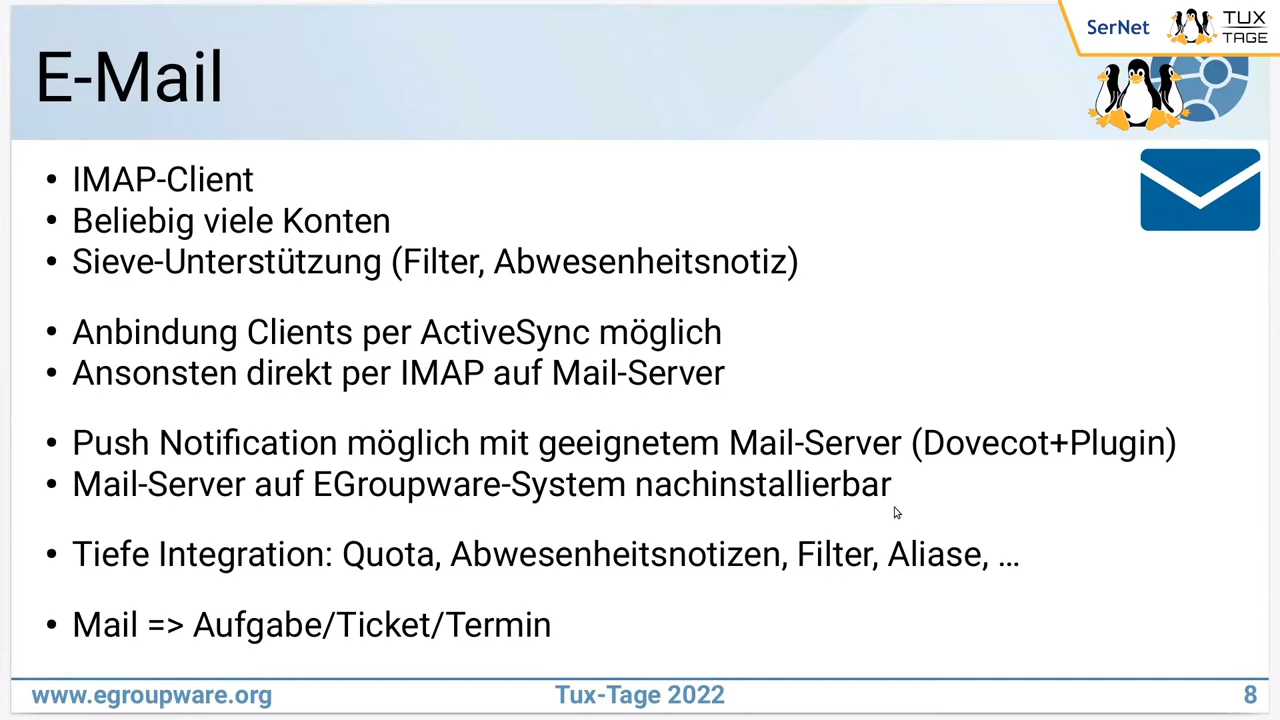 SerNet
TUX
TAGE
E-Mail
• IMAP-Client
• Beliebig viele Konten
• Sieve-Unterstützung (Filter, Abwesenheitsnotiz)
• Anbindung Clients per ActiveSync möglich
• Ansonsten direkt per IMAP auf Mail-Server
• Push Notification möglich mit geeignetem Mail-Server (Dovecot+Plugin)
• Mail-Server auf EGroupware-System nachinstallierbar
• Tiefe Integration: Quota, Abwesenheitsnotizen, Filter, Aliase, …
• Mail => Aufgabe/Ticket/Termin
www.egroupware.org
Tux-Tage 2022
8